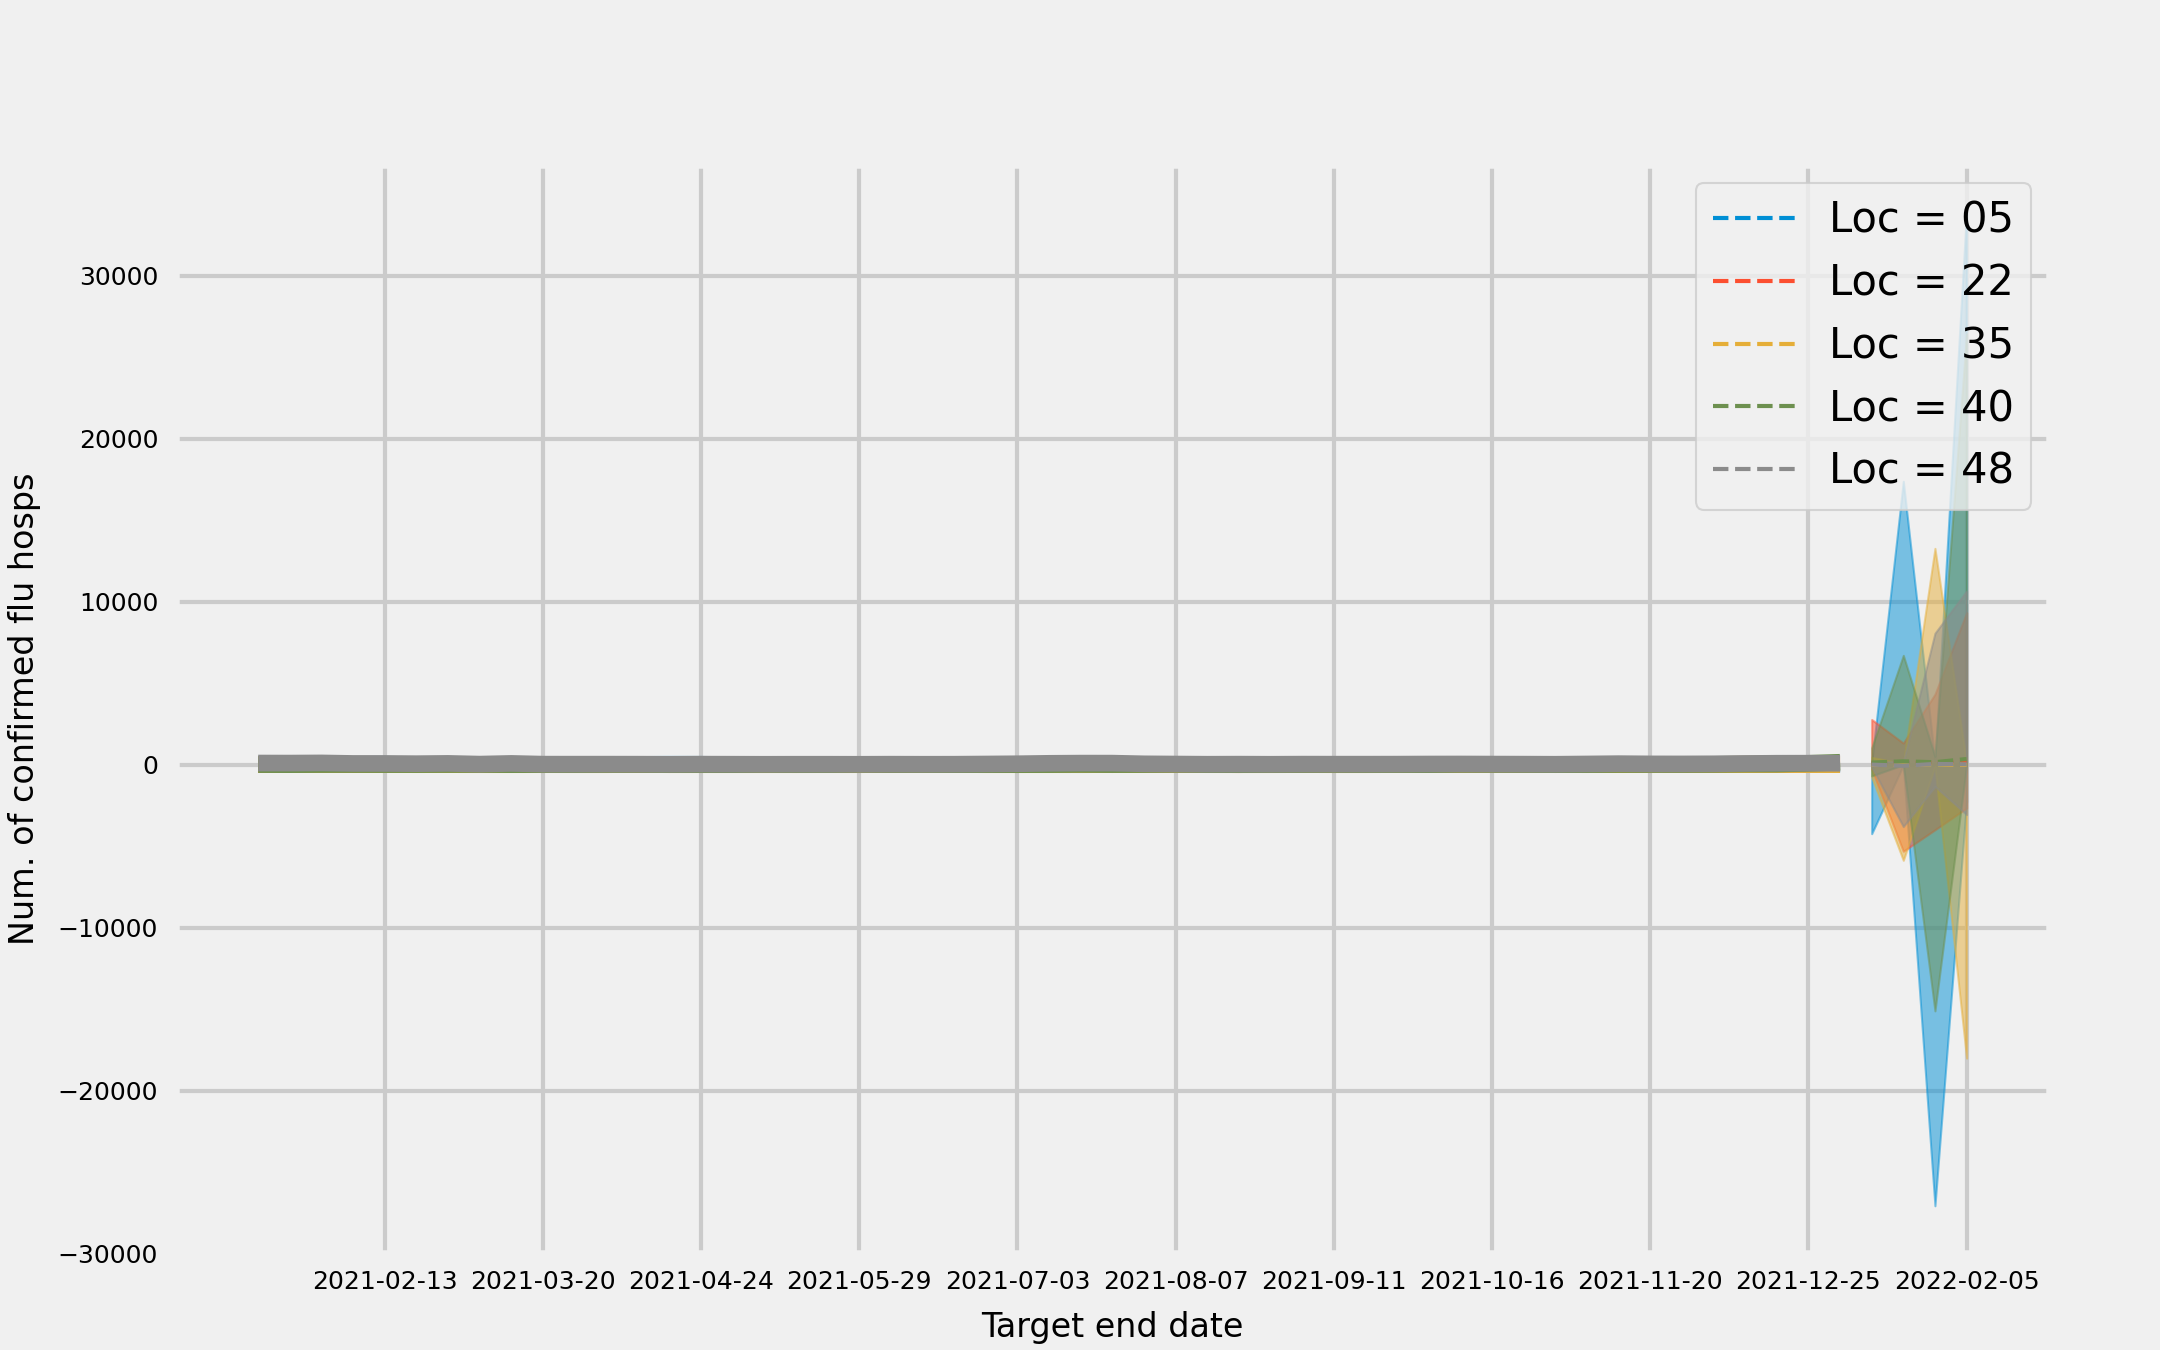 Loc = 05
Loc = 22
Loc = 35
Loc = 40
Loc = 48
30000
20000
10000
0
−10000
−20000
−30000
Num. of confirmed flu hosps
2021-02-13 2021-03-20 2021-04-24 2021-05-29 2021-07-03 2021-08-07 2021-09-11 2021-10-16 2021-11-20 2021-12-25 2022-02-05
Target end date